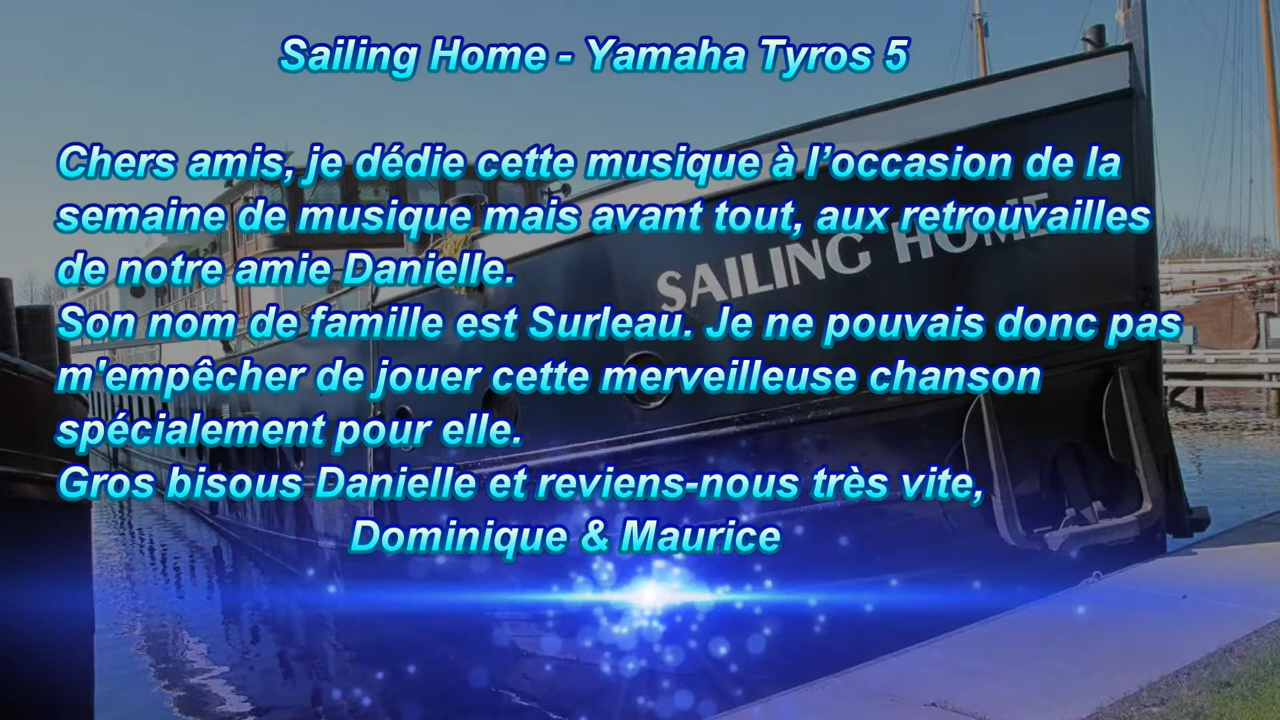 Sailing Home - Yamaha Tyros 5
Chers amis, je dédie cette musique à l’occasion de la
semaine de musique mais avant tout, aux retrouvailles
de notre amie Danielle.
SAILING HOME
Son nom de famille est Surleau. Je ne pouvais donc pas
m'empêcher de jouer cette merveilleuse chanson
spécialement pour elle.
Gros bisous Danielle et reviens-nous très vite,
Dominique & Maurice